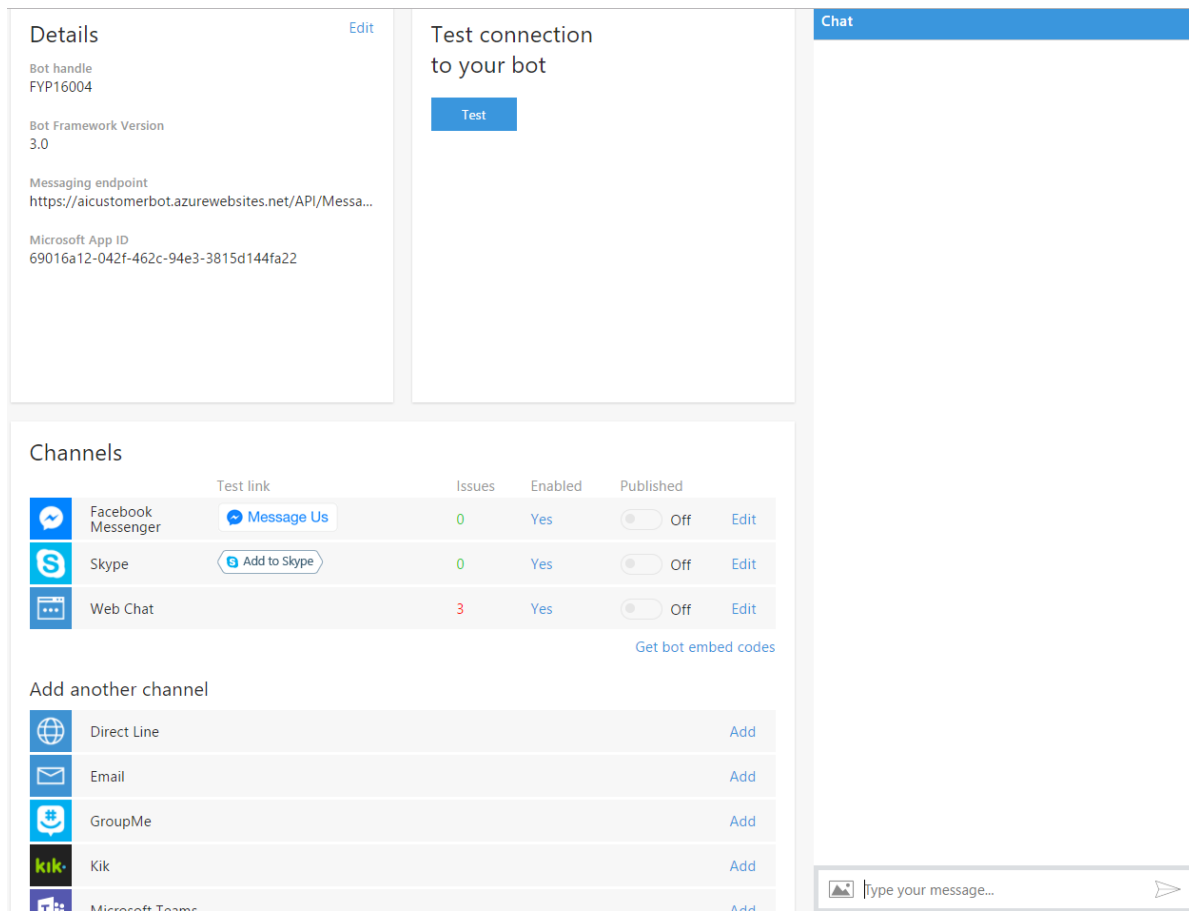 Details
Edit
Bot handle
FYP16004
Bot Framework Version
3.0
Messaging endpoint
https://aicustomerbot.azurewebsites.net/API/Messa...
Microsoft App ID
69016a12-042f-462c-94e3-3815d144fa22
Test connection
to your bot
Test
Channels
Test link Issues Enabled Published
Facebook
Messenger
Message Us 0 Yes Off Edit
S Skype S Add to Skype 0 Yes Off Edit
Web Chat 3 Yes Off Edit
Get bot embed codes
Add another channel
Direct Line Add
Email Add
# GroupMe Add
kik· Kik Add
Microsoft Teams Add
Chat
Type your message...